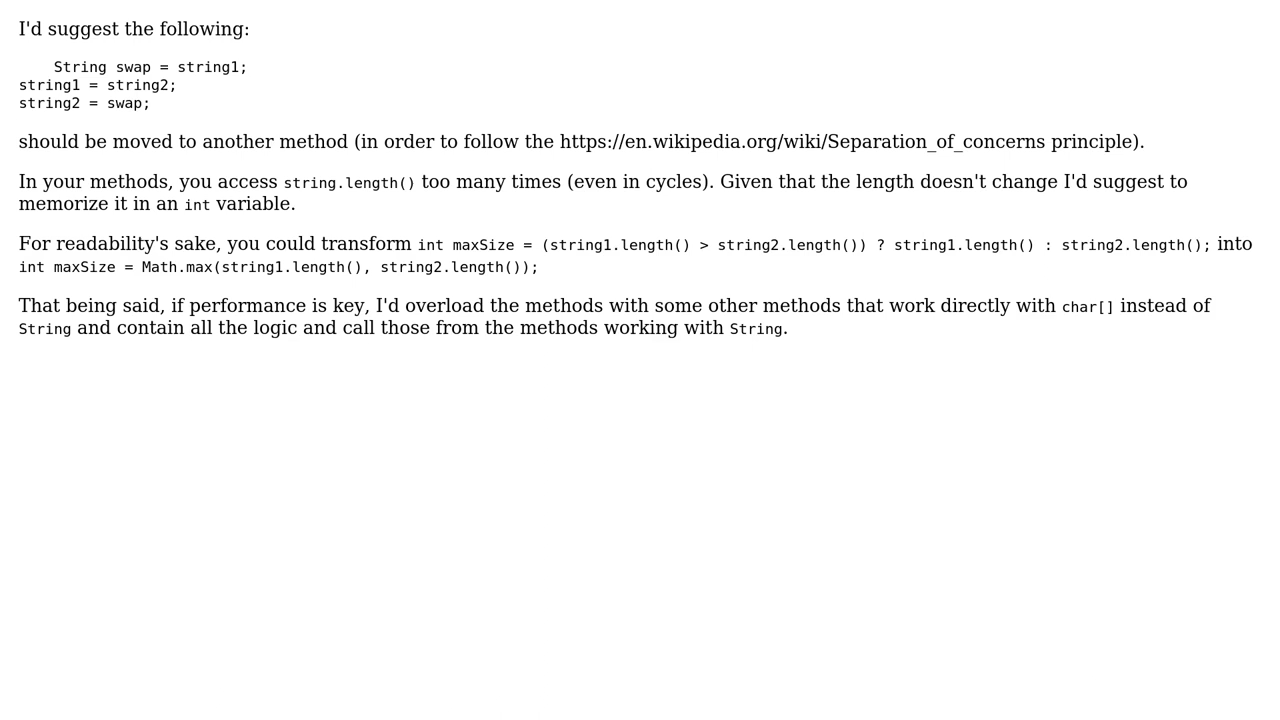 I'd suggest the following:
    String swap = string1;
string1 = string2;
string2 = swap;
should be moved to another method (in order to follow the https://en.wikipedia.org/wiki/Separation_of_concerns principle).
In your methods, you access string.length() too many times (even in cycles). Given that the length doesn't change I'd suggest to
memorize it in an int variable.
For readability's sake, you could transform int maxSize = (string1.length() > string2.length()) ? string1.length() : string2.length(); into
int maxSize = Math.max(string1.length(), string2.length());
That being said, if performance is key, I'd overload the methods with some other methods that work directly with char[] instead of
String and contain all the logic and call those from the methods working with String.